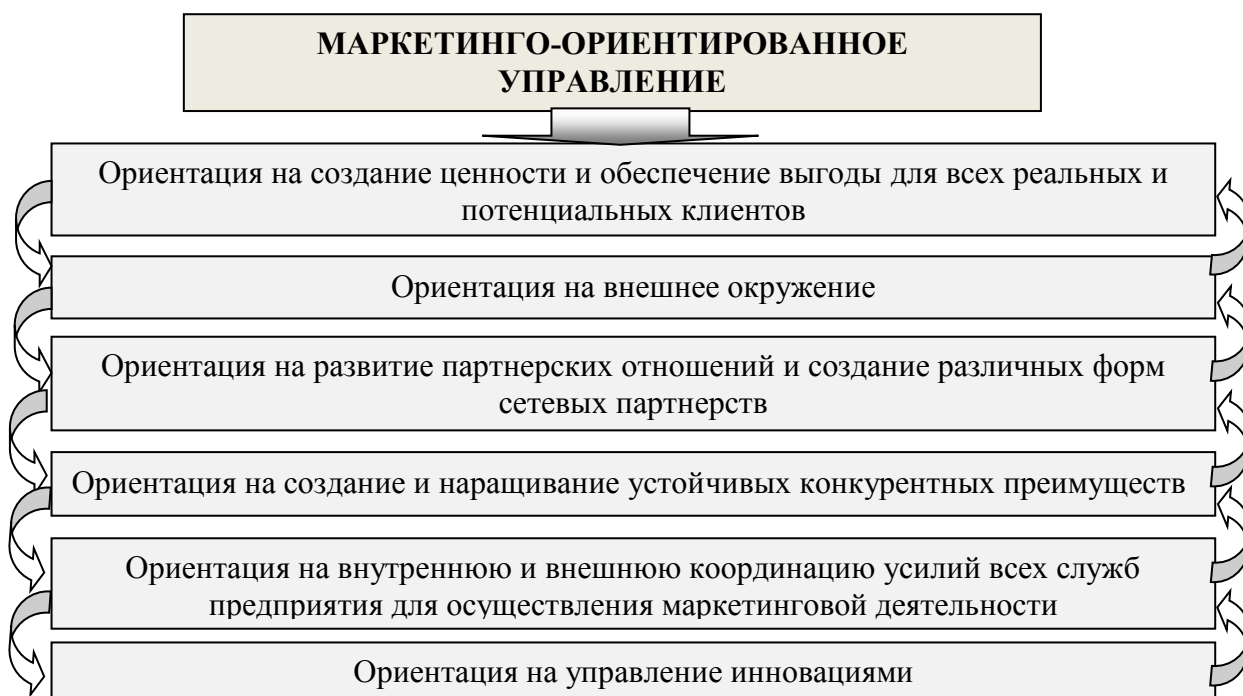 МАРКЕТИНГО-ОРИЕНТИРОВАННОЕ
УПРАВЛЕНИЕ
Ориентация на создание ценности и обеспечение выгоды для всех реальных и
потенциальных клиентов
Ориентация на внешнее окружение
Ориентация на развитие партнерских отношений и создание различных форм
сетевых партнерств
Ориентация на создание и наращивание устойчивых конкурентных преимуществ
Ориентация на внутреннюю и внешнюю координацию усилий всех служб
предприятия для осуществления маркетинговой деятельности
Ориентация на управление инновациями